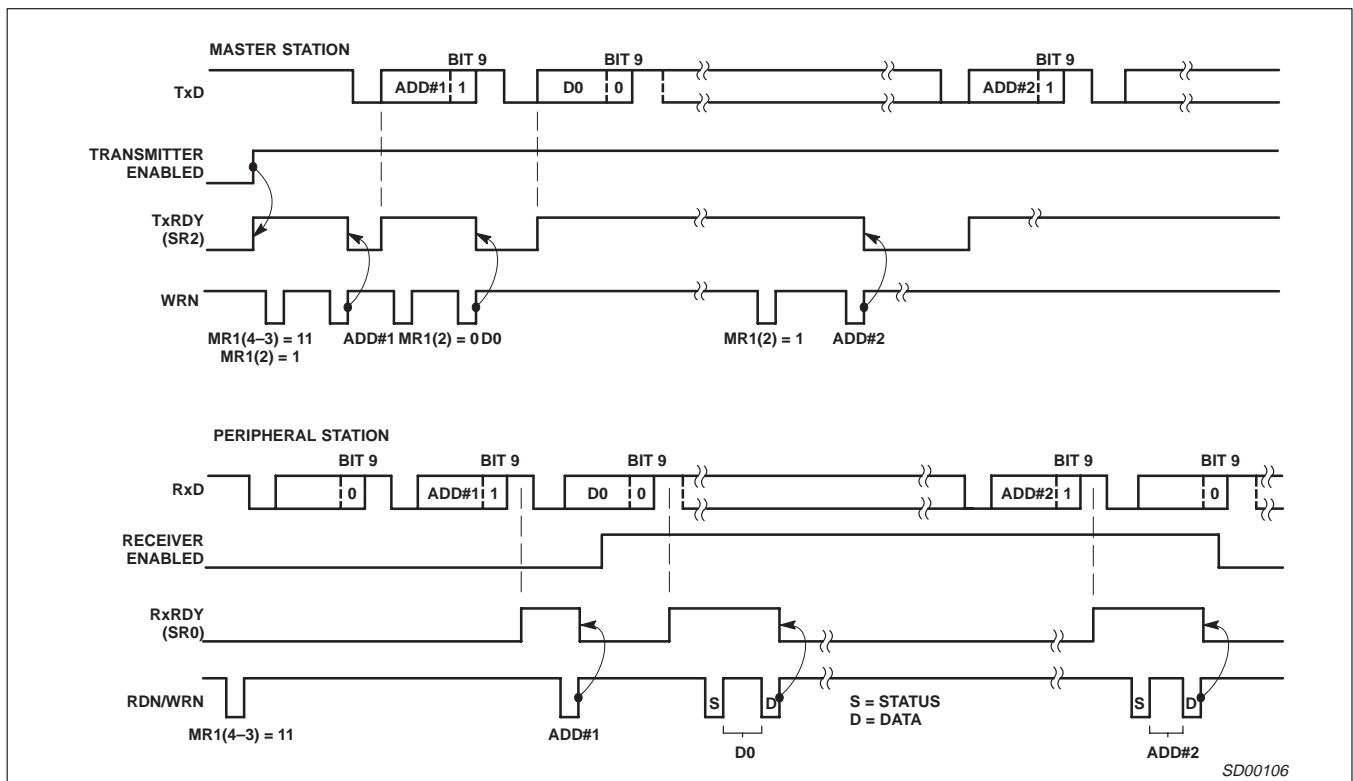 MASTER STATION
BIT 9 BIT 9 BIT 9
TxD ADD#1 1 D0 0 ADD#2 1
TRANSMITTER
ENABLED
TxRDY
(SR2)
WRN
MR1(4–3) = 11 ADD#1 MR1(2) = 0 D0 MR1(2) = 1 ADD#2
MR1(2) = 1
PERIPHERAL STATION
BIT 9 BIT 9 BIT 9 BIT 9 BIT 9
RxD 0 ADD#1 1 D0 0 ADD#2 1 0
RECEIVER
ENABLED
RxRDY
(SR0)
RDN/WRN S D S = STATUS S D
D = DATA
MR1(4–3) = 11 ADD#1 D0 ADD#2
SD00106